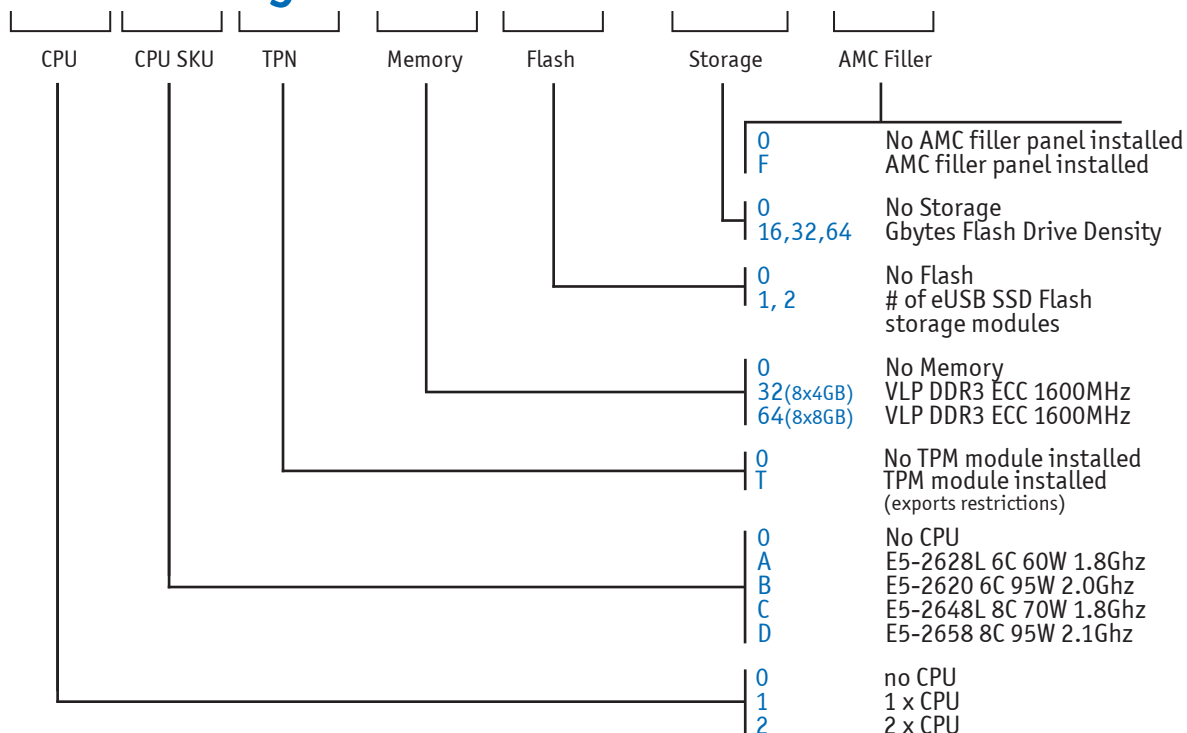 CPU CPU SKU TPN Memory Flash Storage AMC Filler
0 No AMC filler panel installed
F AMC filler panel installed
0 No Storage
16,32,64 Gbytes Flash Drive Density
0 No Flash
1, 2 # of eUSB SSD Flash
storage modules
0 No Memory
32(8x4GB) VLP DDR3 ECC 1600MHz
64(8x8GB) VLP DDR3 ECC 1600MHz
0 No TPM module installed
T TPM module installed
(exports restrictions)
0 No CPU
A E5-2628L 6C 60W 1.8Ghz
B E5-2620 6C 95W 2.0Ghz
C E5-2648L 8C 70W 1.8Ghz
D E5-2658 8C 95W 2.1Ghz
0 no CPU
1 1 x CPU
2 2 x CPU